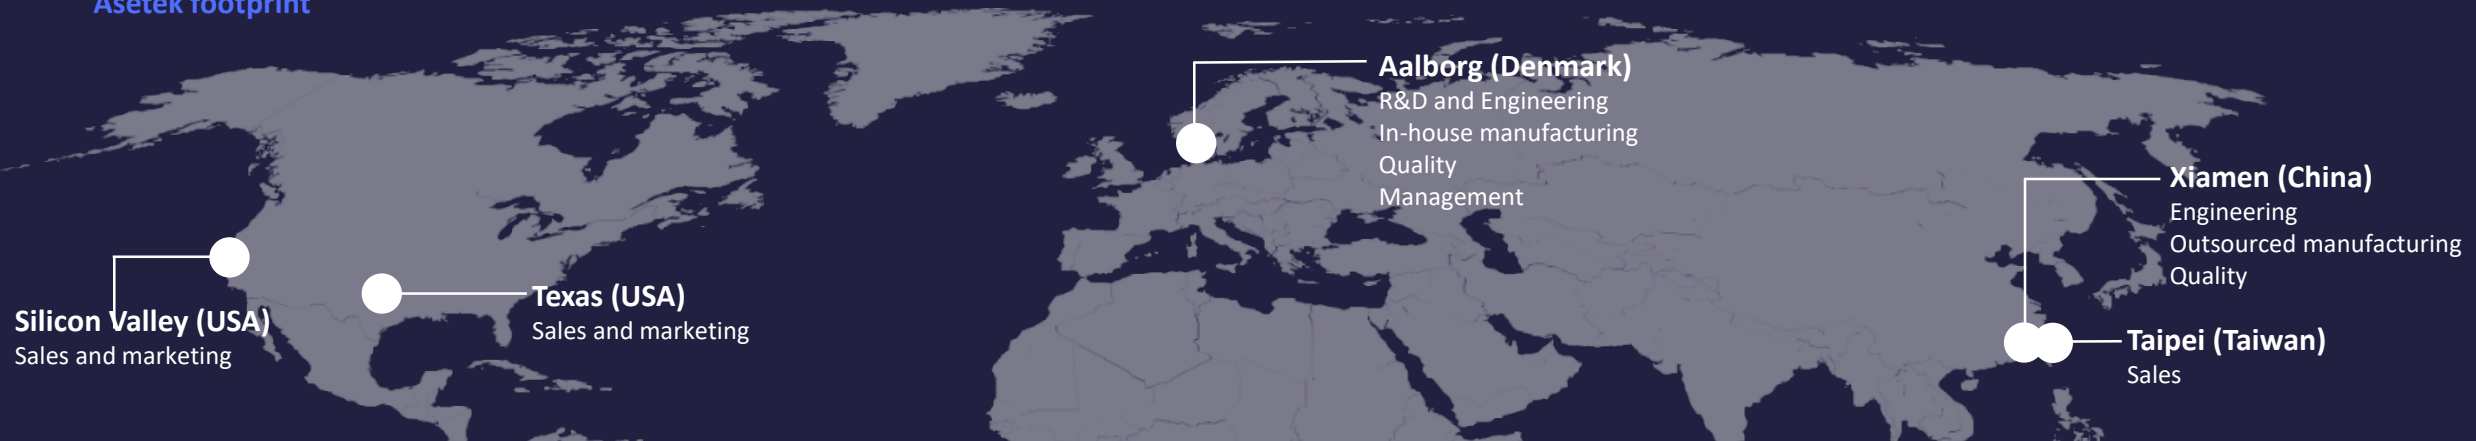 Asetek footprint
Aalborg (Denmark)
R&D and Engineering
In-house manufacturing
Quality
Management
Xiamen (China)
Engineering
Outsourced manufacturing
Quality
Silicon Valley (USA)
Sales and marketing
Texas (USA)
Sales and marketing
Taipei (Taiwan)
Sales